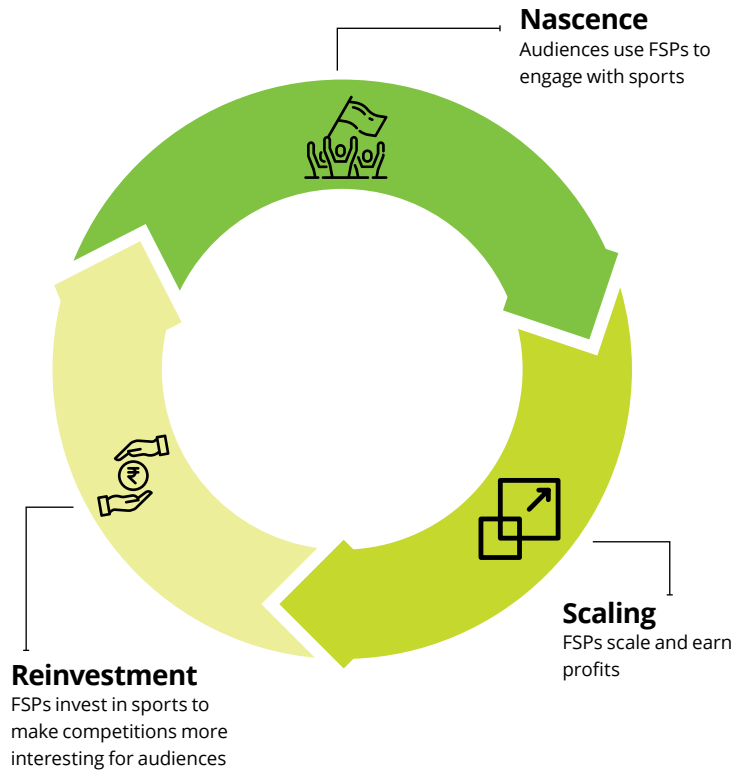 Nascence
Audiences use FSPs to
engage with sports
₹
Scaling
FSPs scale and earn
profits
Reinvestment
FSPs invest in sports to
make competitions more
interesting for audiences